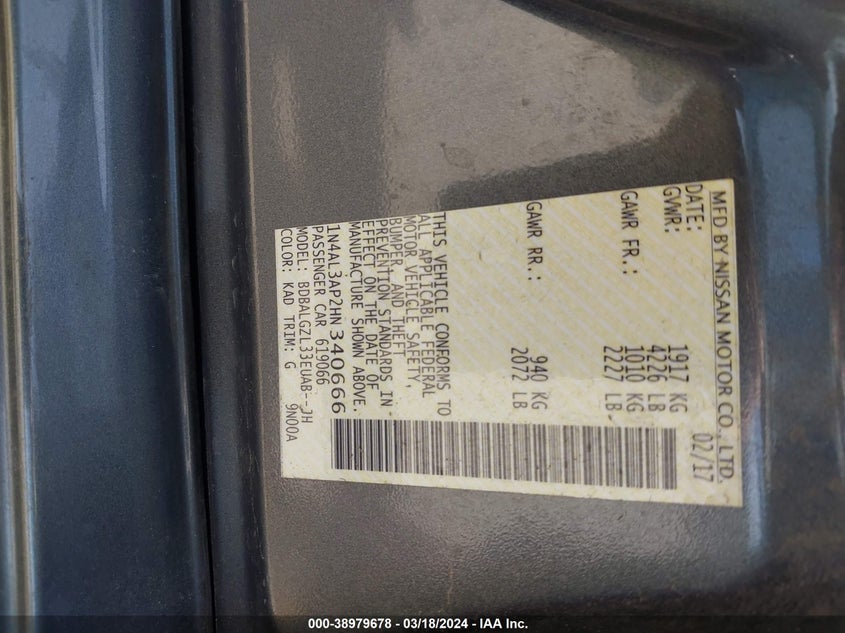 MFD BY NISSAN MOTOR CO., LTD.
DATE: 02/17
GVWR: 1917 KG
4226 LB
GAWR FR.: 1010 KG
2227 LB
GAWR RR.: 940 KG
2072 LB
THIS VEHICLE CONFORMS TO
ALL APPLICABLE FEDERAL
MOTOR VEHICLE SAFETY,
BUMPER, AND THEFT
PREVENTION STANDARDS IN
EFFECT ON THE DATE OF
MANUFACTURE SHOWN ABOVE.
1N4AL3AP2HN340666
PASSENGER CAR 619066
MODEL: BDBALGZL33EUAB--JH
COLOR: KAD TRIM: G 9N00A
000-38979678 - 03/18/2024 - IAA Inc.